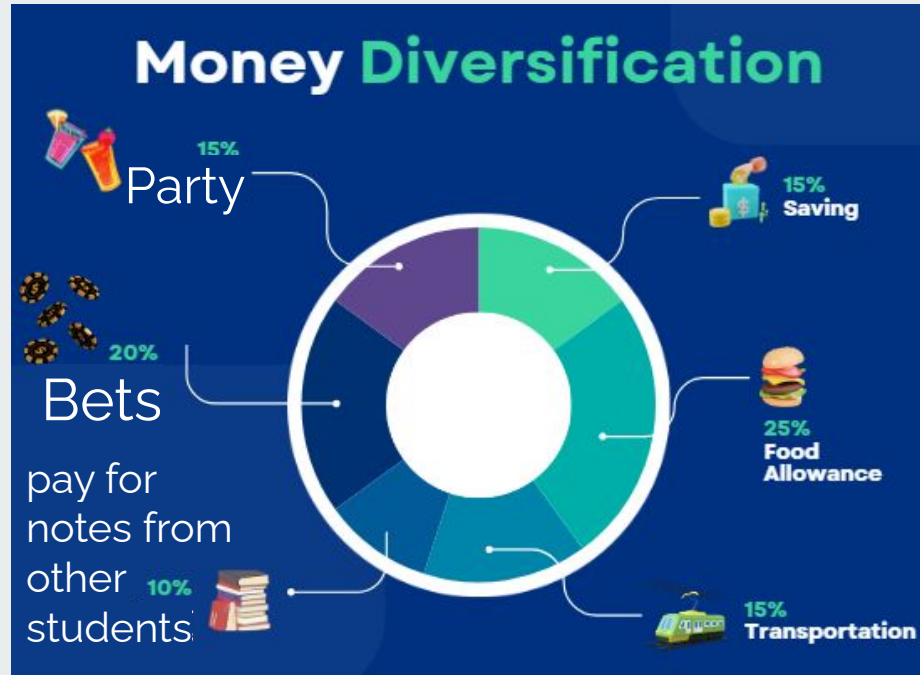 Money Diversification
15%
Party
15%
Saving
20%
Bets
25%
Food
Allowance
pay for
notes from
other
students
10%
15%
Transportation